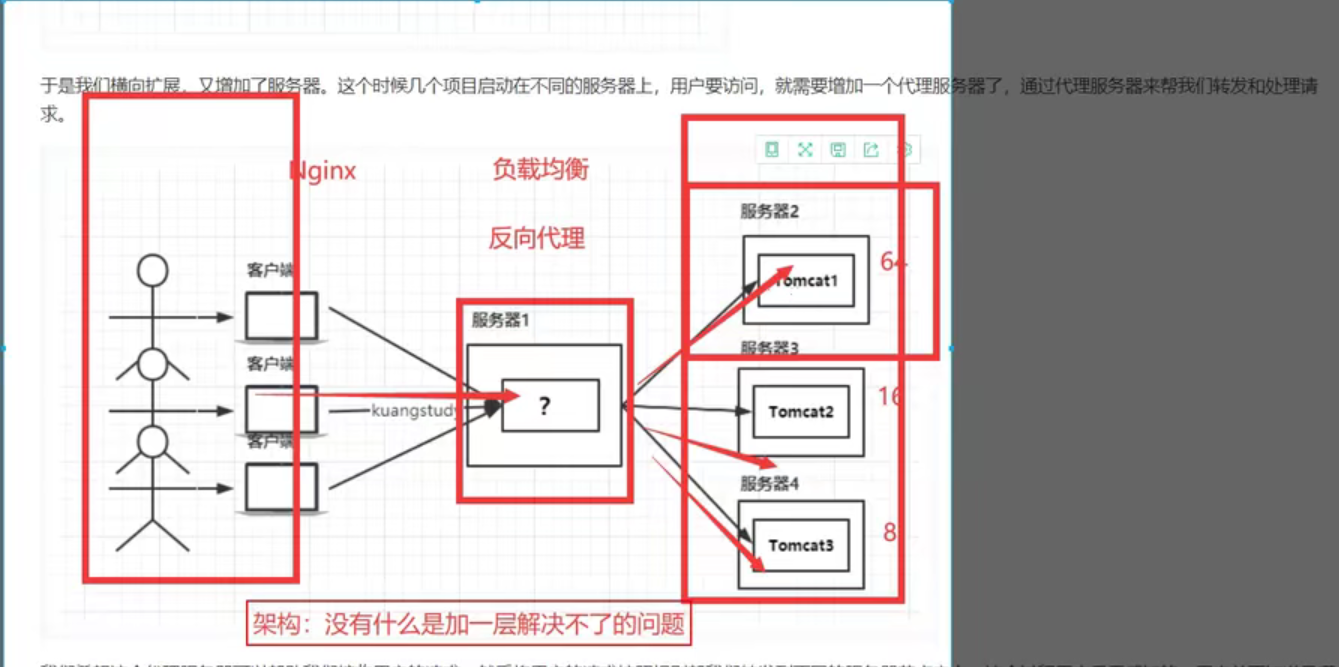 于是我们横向扩展，又增加了服务器。这个时候几个项目启动在不同的服务器上，用户要访问，就需要增加一个代理服务器了，通过代理服务器来帮我们转发和处理请
求。
Nginx
负载均衡
反向代理
服务器2
Tomcat1
64
客户端
服务器1
服务器3
客户端
kuangstudy
?
Tomcat2
16
客户端
服务器4
Tomcat3
8
架构：没有什么是加一层解决不了的问题